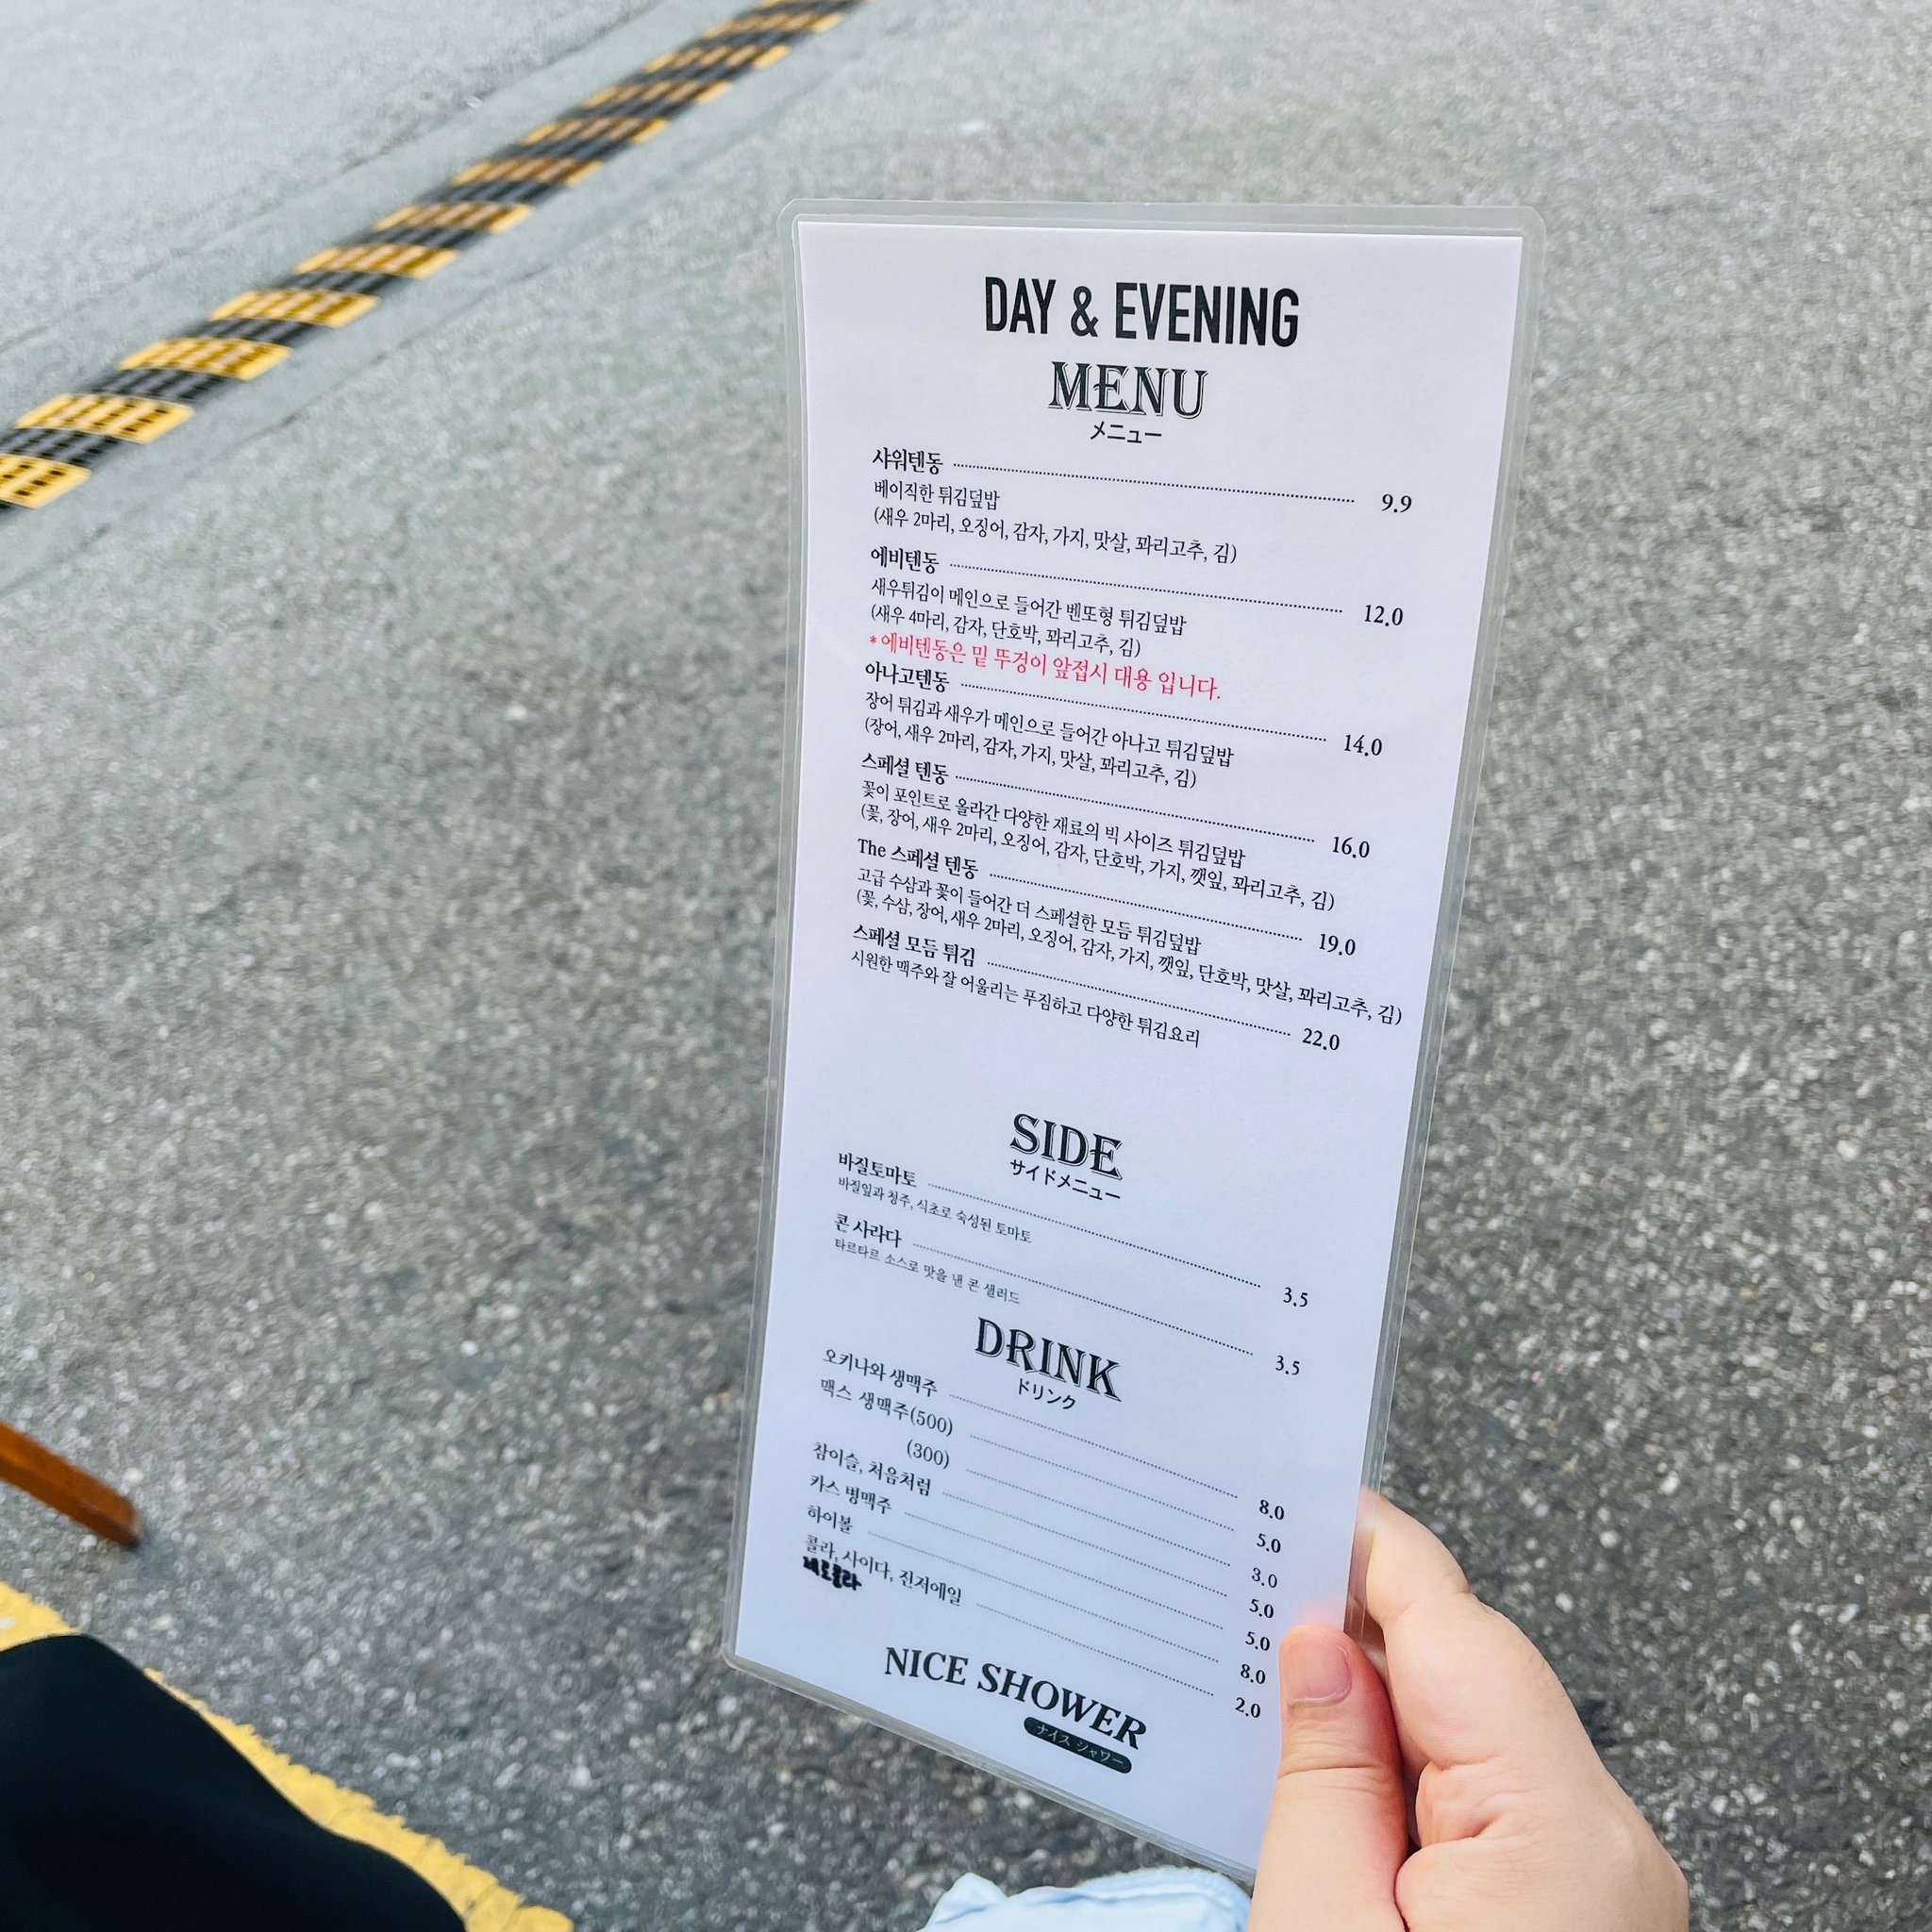 DAY & EVENING
MENU
メニュー
샤워텐동 9.9
베이직한 튀김덮밥
(새우 2마리, 오징어, 감자, 가지, 맛살, 꽈리고추, 김)
에비텐동 12.0
새우튀김이 메인으로 들어간 벤또형 튀김덮밥
(새우 4마리, 감자, 단호박, 꽈리고추, 김)
* 에비텐동은 밑 뚜껑이 앞접시 대용 입니다.
아나고텐동 14.0
장어 튀김과 새우가 메인으로 들어간 아나고 튀김덮밥
(장어, 새우 2마리, 감자, 가지, 맛살, 꽈리고추, 김)
스페셜 텐동 16.0
꽃이 포인트로 올라간 다양한 재료의 빅 사이즈 튀김덮밥
(꽃, 장어, 새우 2마리, 오징어, 감자, 단호박, 가지, 깻잎, 꽈리고추, 김)
The 스페셜 텐동 19.0
고급 수삼과 꽃이 들어간 더 스페셜한 모듬 튀김덮밥
(꽃, 수삼, 장어, 새우 2마리, 오징어, 감자, 가지, 깻잎, 단호박, 맛살, 꽈리고추, 김)
스페셜 모듬 튀김 22.0
시원한 맥주와 잘 어울리는 푸짐하고 다양한 튀김요리
SIDE
サイドメニュー
바질토마토 3.5
바질잎과 청주, 식초로 숙성된 토마토
콘 사라다 3.5
타르타르 소스로 맛을 낸 콘 샐러드
DRINK
ドリンク
오키나와 생맥주 8.0
맥스 생맥주(500) 5.0
(300) 3.0
참이슬, 처음처럼 5.0
카스 병맥주 5.0
하이볼 8.0
콜라, 사이다, 진저에일 2.0
제로콜라
NICE SHOWER
ナイス シャワー